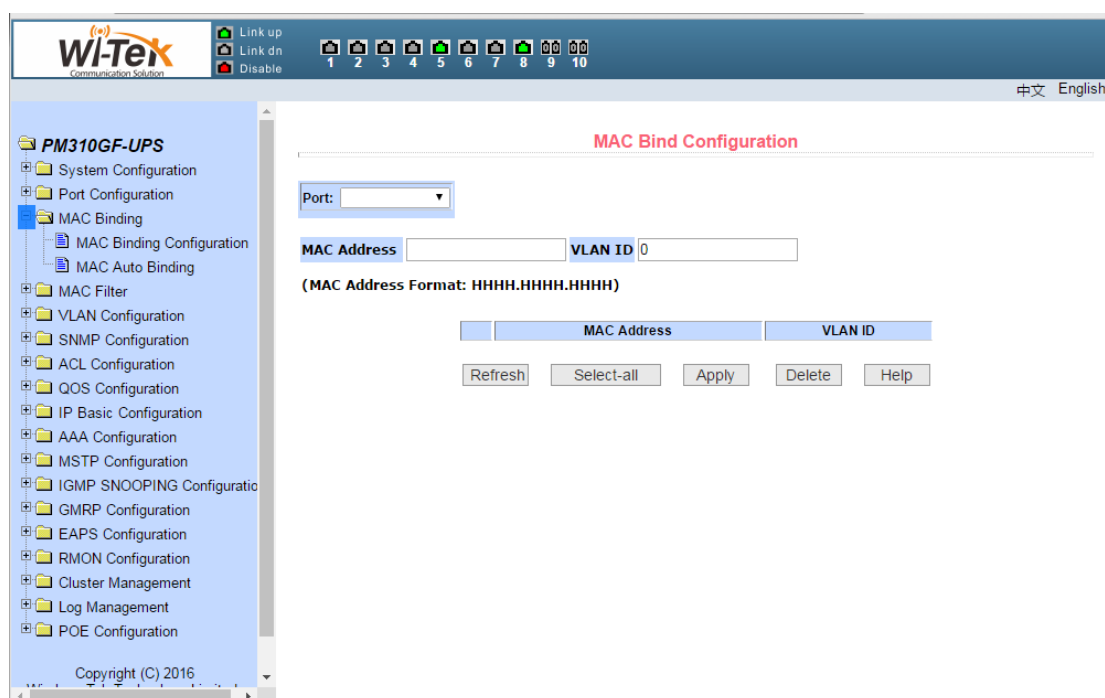 WI-TEK
Communication Solution
Link up
Link dn
Disable
1 2 3 4 5 6 7 8 9 10
中文 English
PM310GF-UPS
System Configuration
Port Configuration
MAC Binding
MAC Binding Configuration
MAC Auto Binding
MAC Filter
VLAN Configuration
SNMP Configuration
ACL Configuration
QOS Configuration
IP Basic Configuration
AAA Configuration
MSTP Configuration
IGMP SNOOPING Configuratio
GMRP Configuration
EAPS Configuration
RMON Configuration
Cluster Management
Log Management
POE Configuration
Copyright (C) 2016
MAC Bind Configuration
Port:
MAC Address VLAN ID 0
(MAC Address Format: HHHH.HHHH.HHHH)
MAC Address VLAN ID
Refresh Select-all Apply Delete Help